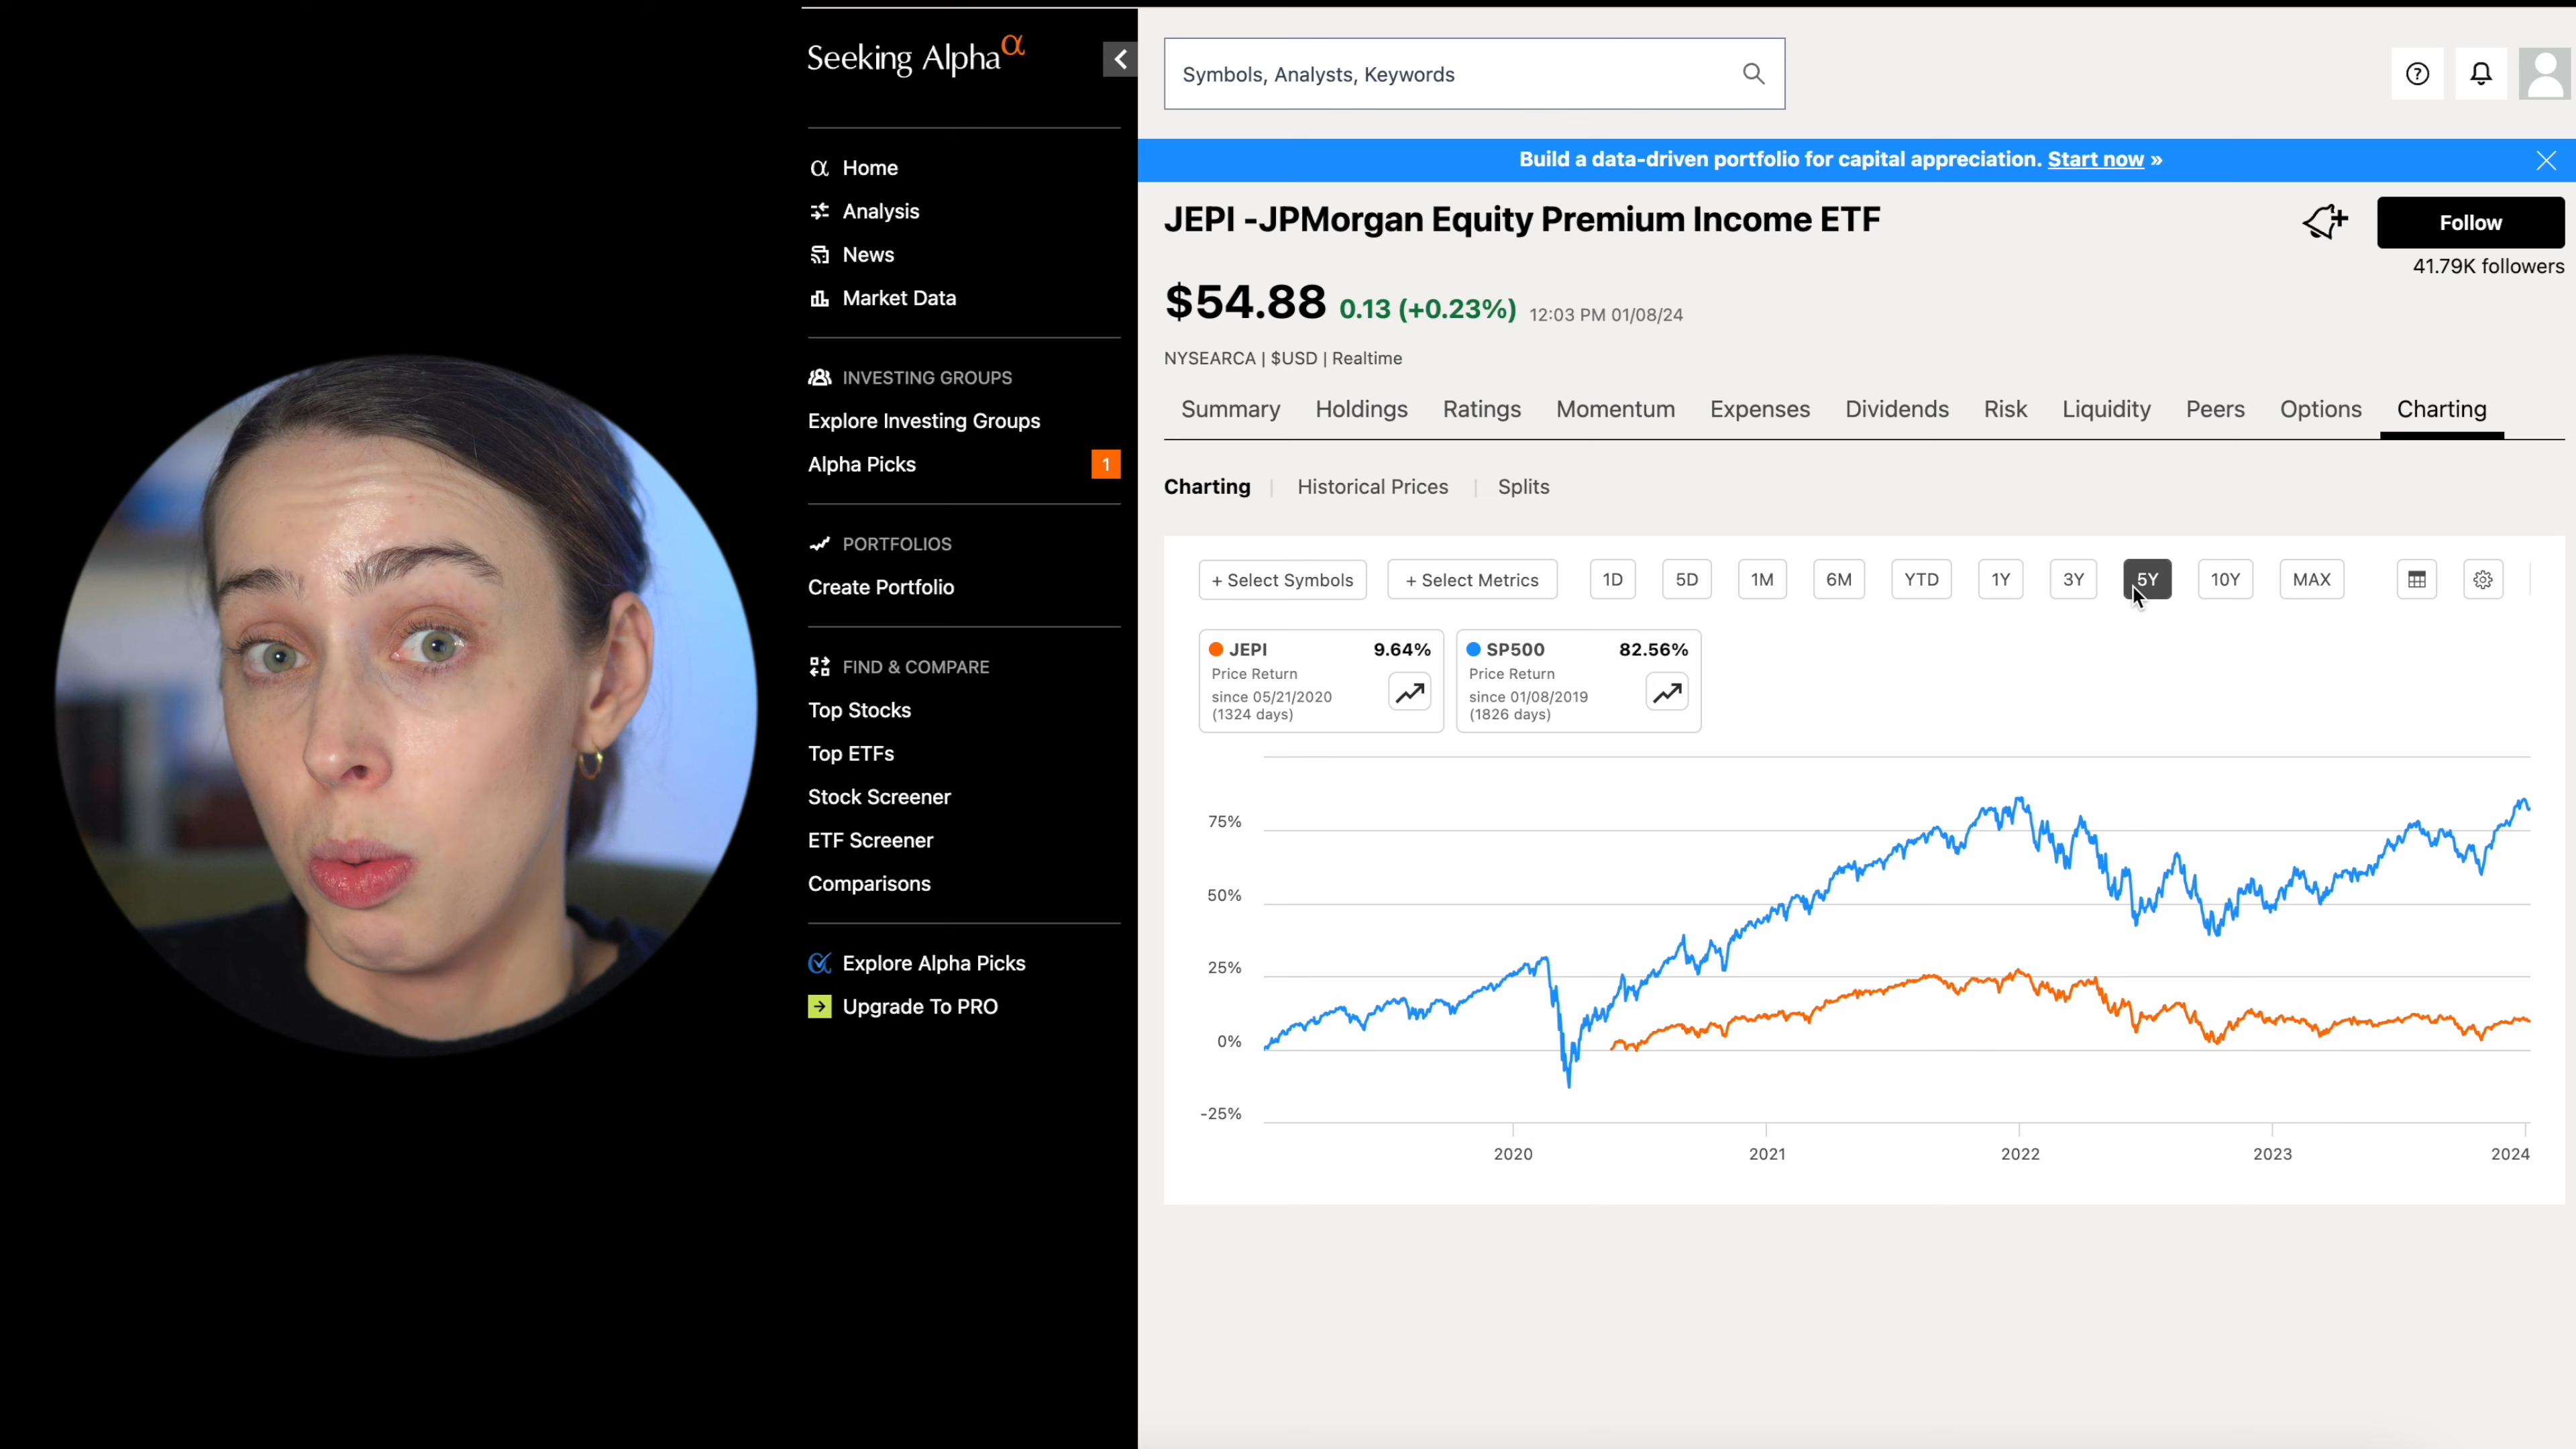 Seeking Alpha α
Home
Analysis
News
Market Data
INVESTING GROUPS
Explore Investing Groups
Alpha Picks 1
PORTFOLIOS
Create Portfolio
FIND & COMPARE
Top Stocks
Top ETFs
Stock Screener
ETF Screener
Comparisons
Explore Alpha Picks
Upgrade To PRO
Symbols, Analysts, Keywords
Build a data-driven portfolio for capital appreciation. Start now »
JEPI -JPMorgan Equity Premium Income ETF
Follow
41.79K followers
$54.88 0.13 (+0.23%) 12:03 PM 01/08/24
NYSEARCA | $USD | Realtime
Summary Holdings Ratings Momentum Expenses Dividends Risk Liquidity Peers Options Charting
Charting | Historical Prices | Splits
+ Select Symbols + Select Metrics 1D 5D 1M 6M YTD 1Y 3Y 5Y 10Y MAX
JEPI 9.64%
Price Return
since 05/21/2020
(1324 days)
SP500 82.56%
Price Return
since 01/08/2019
(1826 days)
75%
50%
25%
0%
-25%
2020 2021 2022 2023 2024